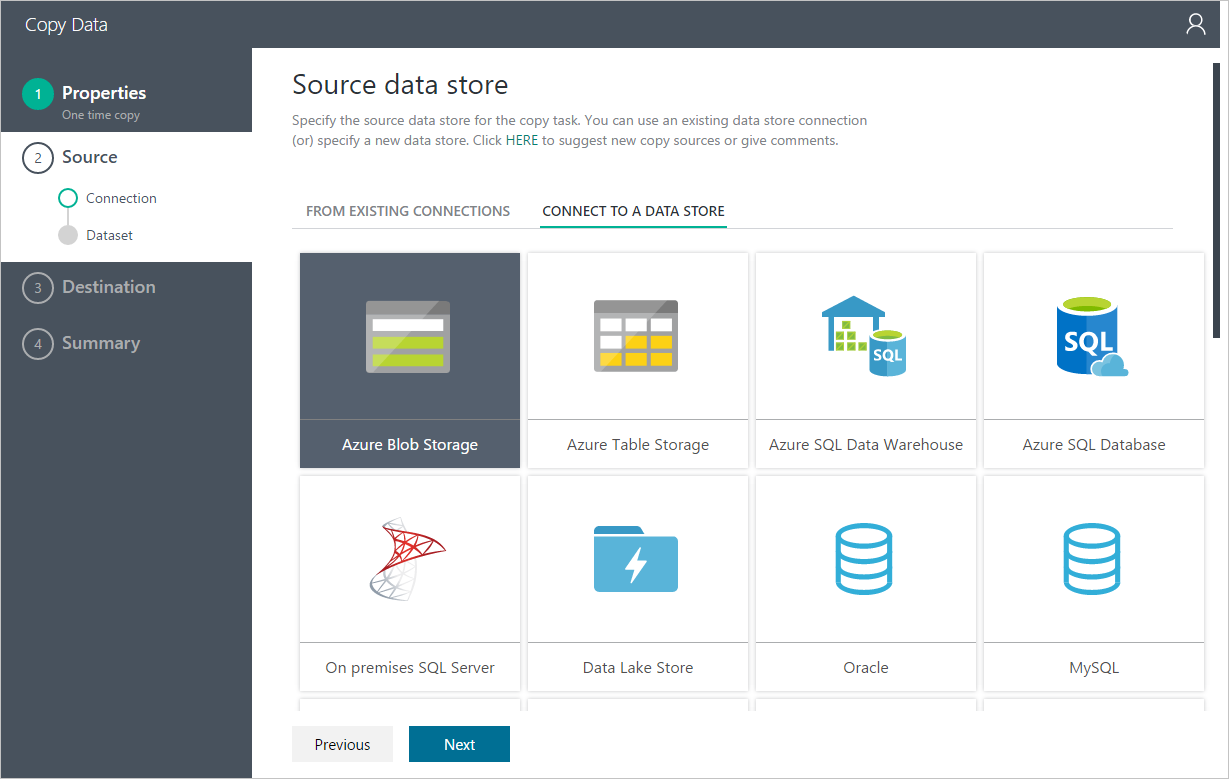 Copy Data
1 Properties
One time copy
2 Source
Connection
Dataset
3 Destination
4 Summary
Source data store
Specify the source data store for the copy task. You can use an existing data store connection
(or) specify a new data store. Click HERE to suggest new copy sources or give comments.
FROM EXISTING CONNECTIONS CONNECT TO A DATA STORE
SQL SQL
Azure Blob Storage Azure Table Storage Azure SQL Data Warehouse Azure SQL Database
On premises SQL Server Data Lake Store Oracle MySQL
Previous Next